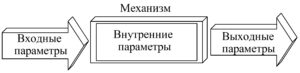 Механизм
Входные
параметры
Внутренние
параметры
Выходные
параметры